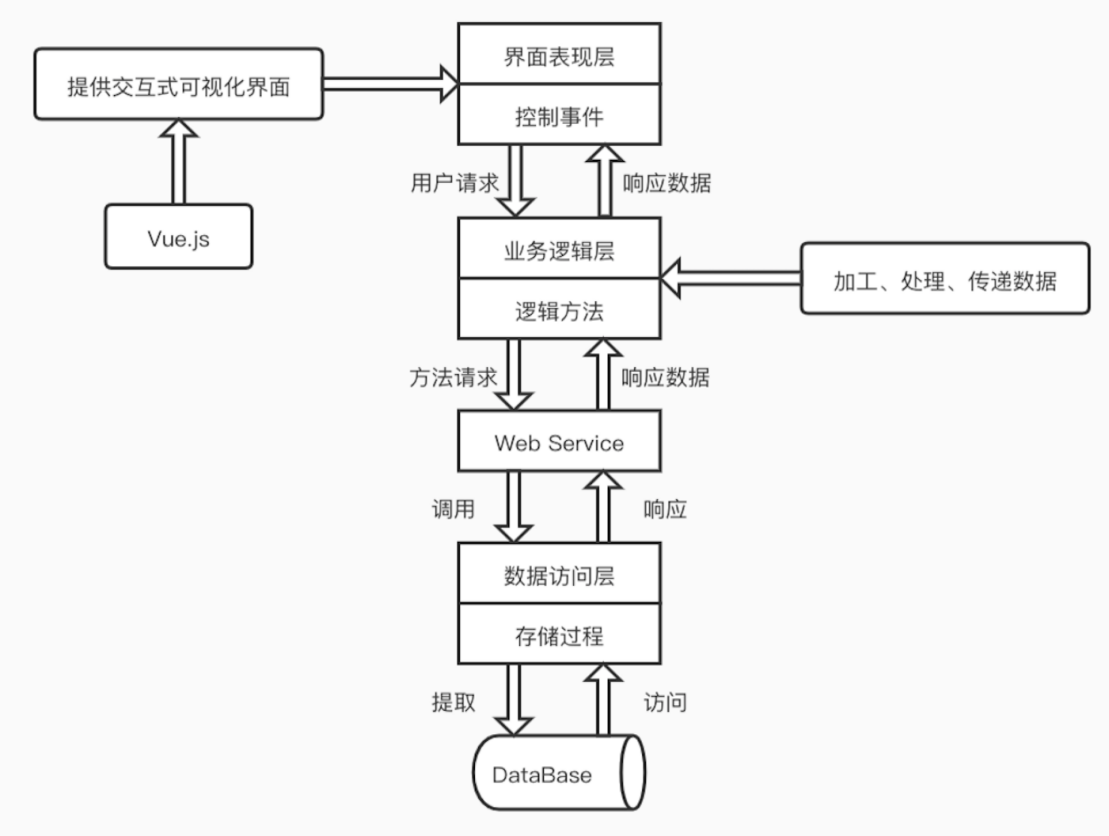 界面表现层
提供交互式可视化界面
控制事件
用户请求
响应数据
Vue.js
业务逻辑层
加工、处理、传递数据
逻辑方法
方法请求
响应数据
Web Service
调用
响应
数据访问层
存储过程
提取
访问
DataBase